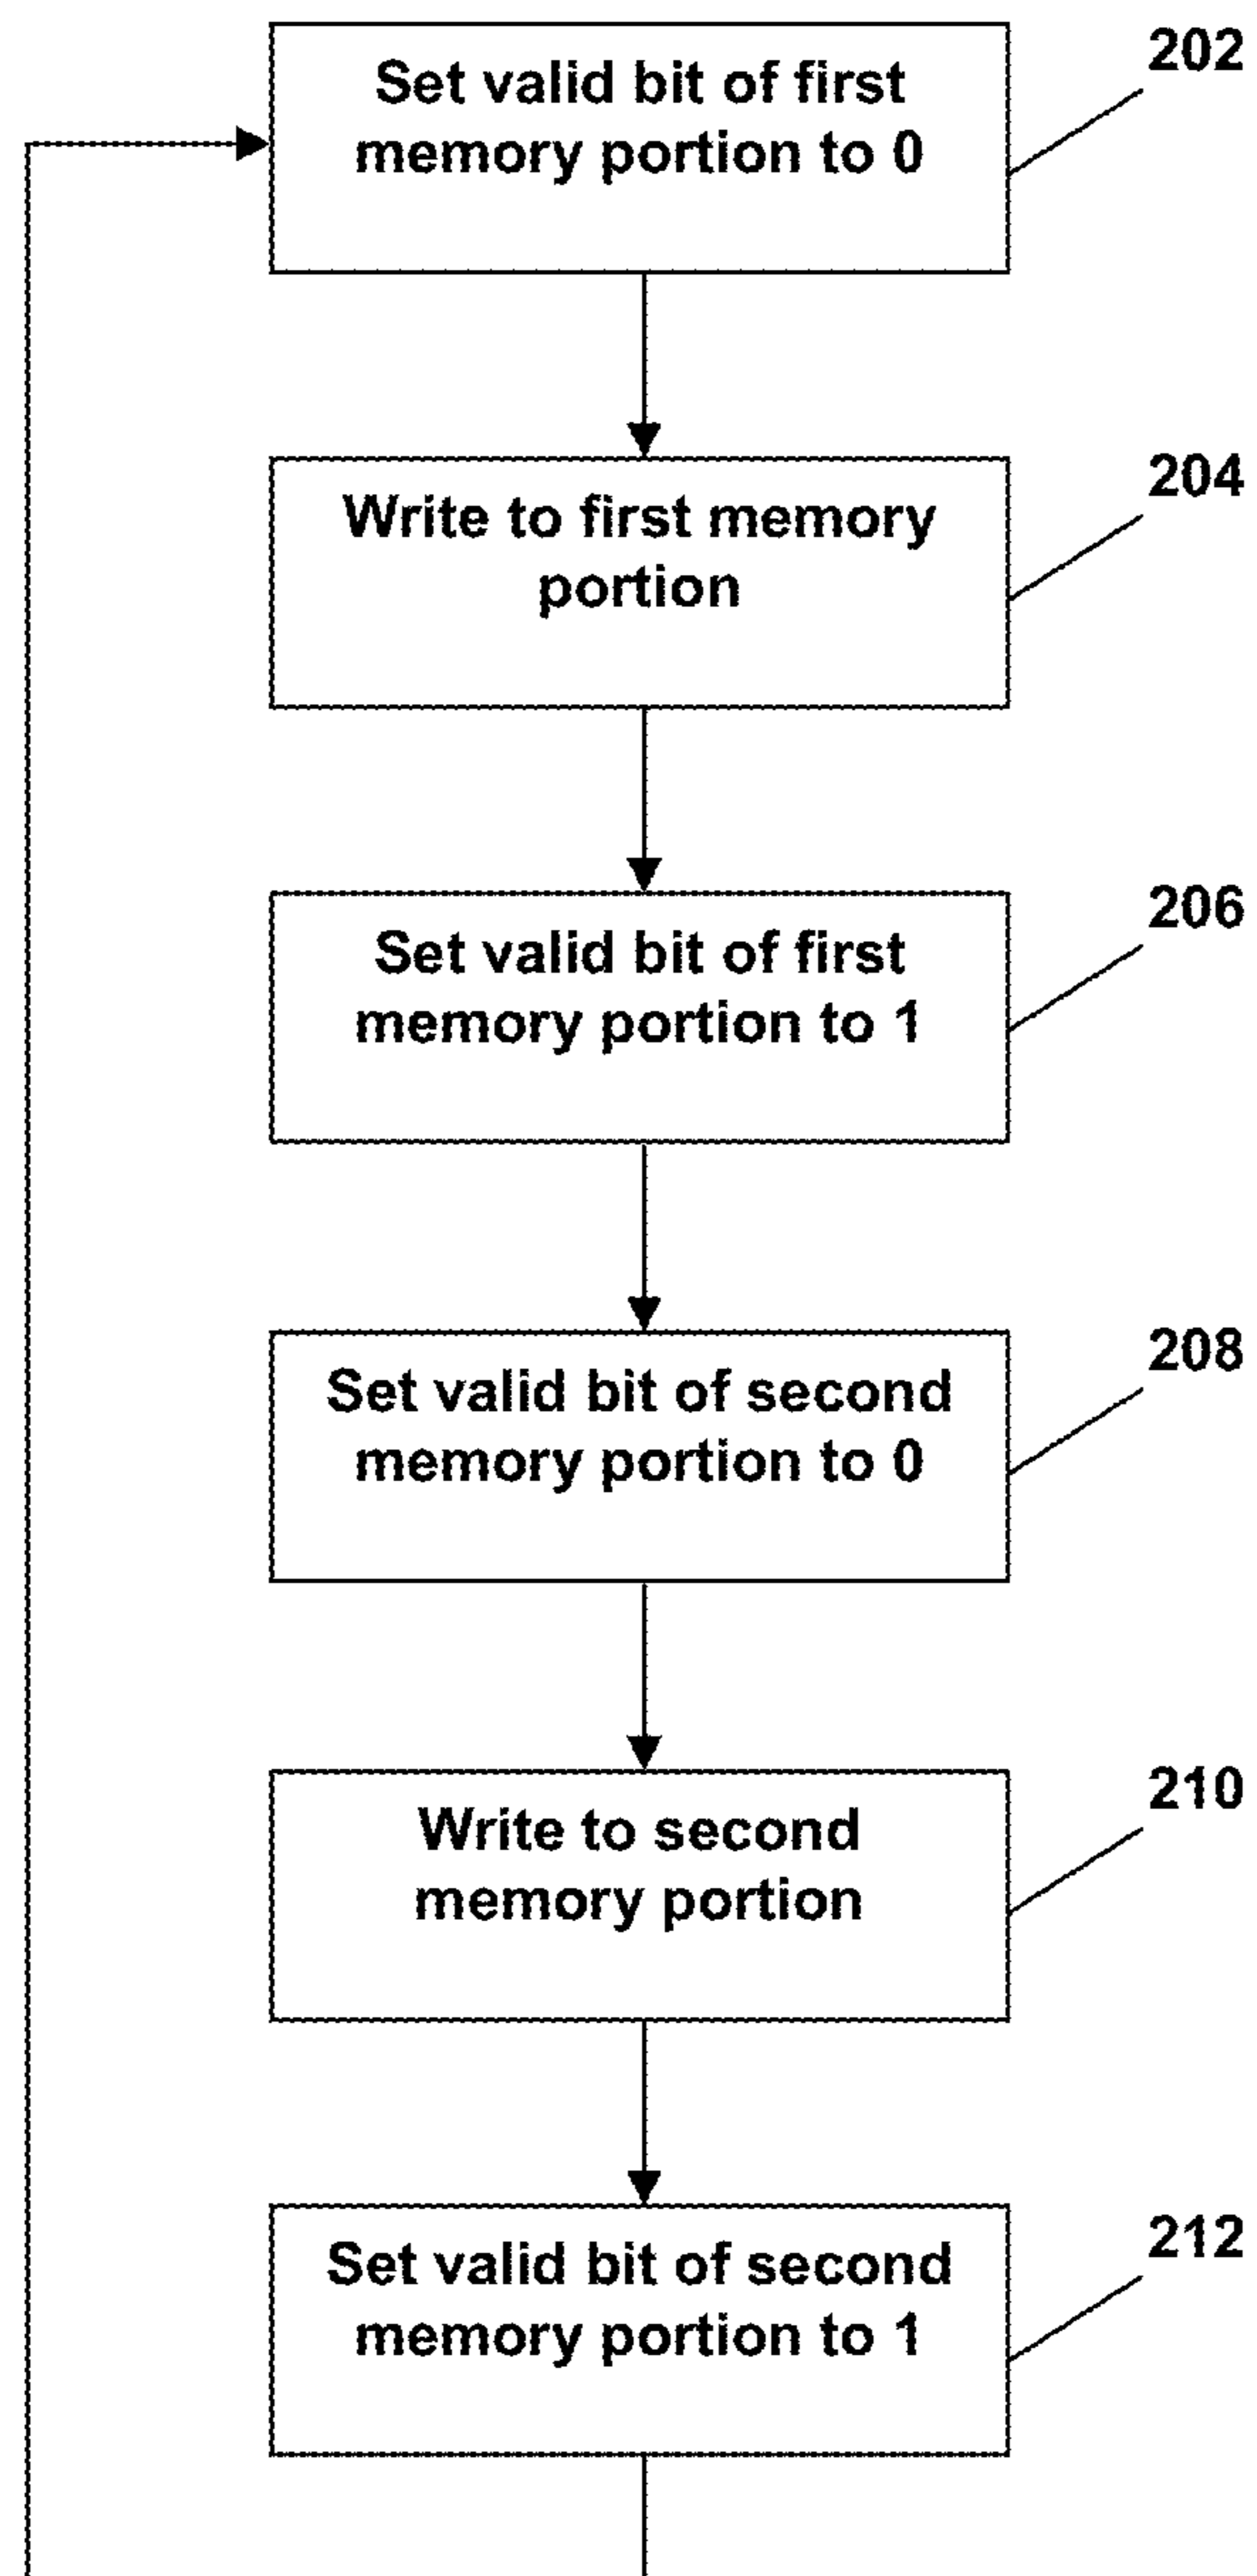 Set valid bit of first
memory portion to 0
202
Write to first memory
portion
204
Set valid bit of first
memory portion to 1
206
Set valid bit of second
memory portion to 0
208
Write to second
memory portion
210
Set valid bit of second
memory portion to 1
212